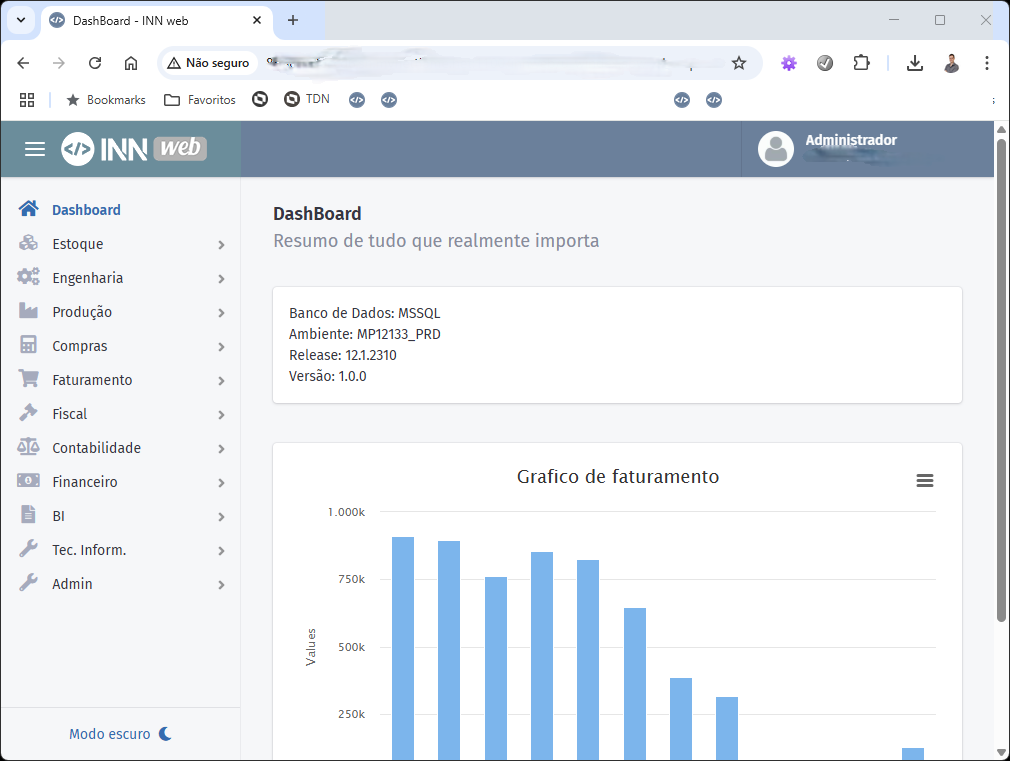 DashBoard - INN web
Não seguro
Bookmarks
Favoritos
TDN
INN web
Administrador
Dashboard
Estoque
Engenharia
Produção
Compras
Faturamento
Fiscal
Contabilidade
Financeiro
BI
Tec. Inform.
Admin
Modo escuro
DashBoard
Resumo de tudo que realmente importa
Banco de Dados: MSSQL
Ambiente: MP12133_PRD
Release: 12.1.2310
Versão: 1.0.0
Grafico de faturamento
1.000k
750k
500k
250k
Values